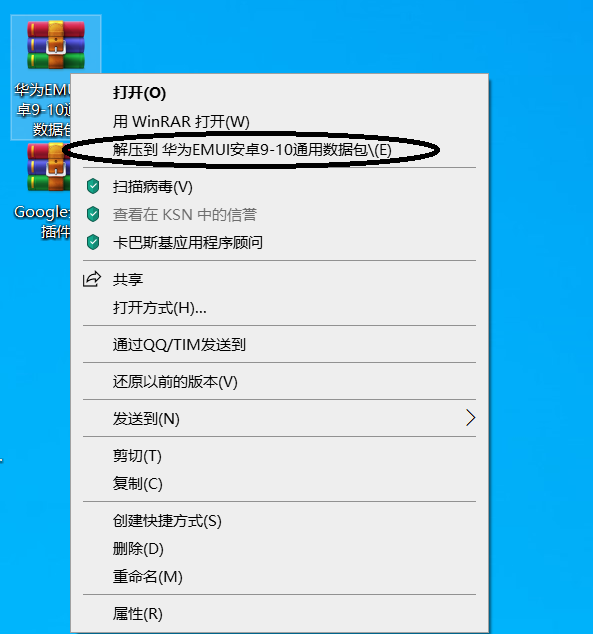 华为EMU
卓9-10通
数据包
Google
插件
打开(O)
用 WinRAR 打开(W)
解压到 华为EMUI安卓9-10通用数据包\(E)
扫描病毒(V)
查看在 KSN 中的信誉
卡巴斯基应用程序顾问
共享
打开方式(H)...
通过QQ/TIM发送到
还原以前的版本(V)
发送到(N)
剪切(T)
复制(C)
创建快捷方式(S)
删除(D)
重命名(M)
属性(R)